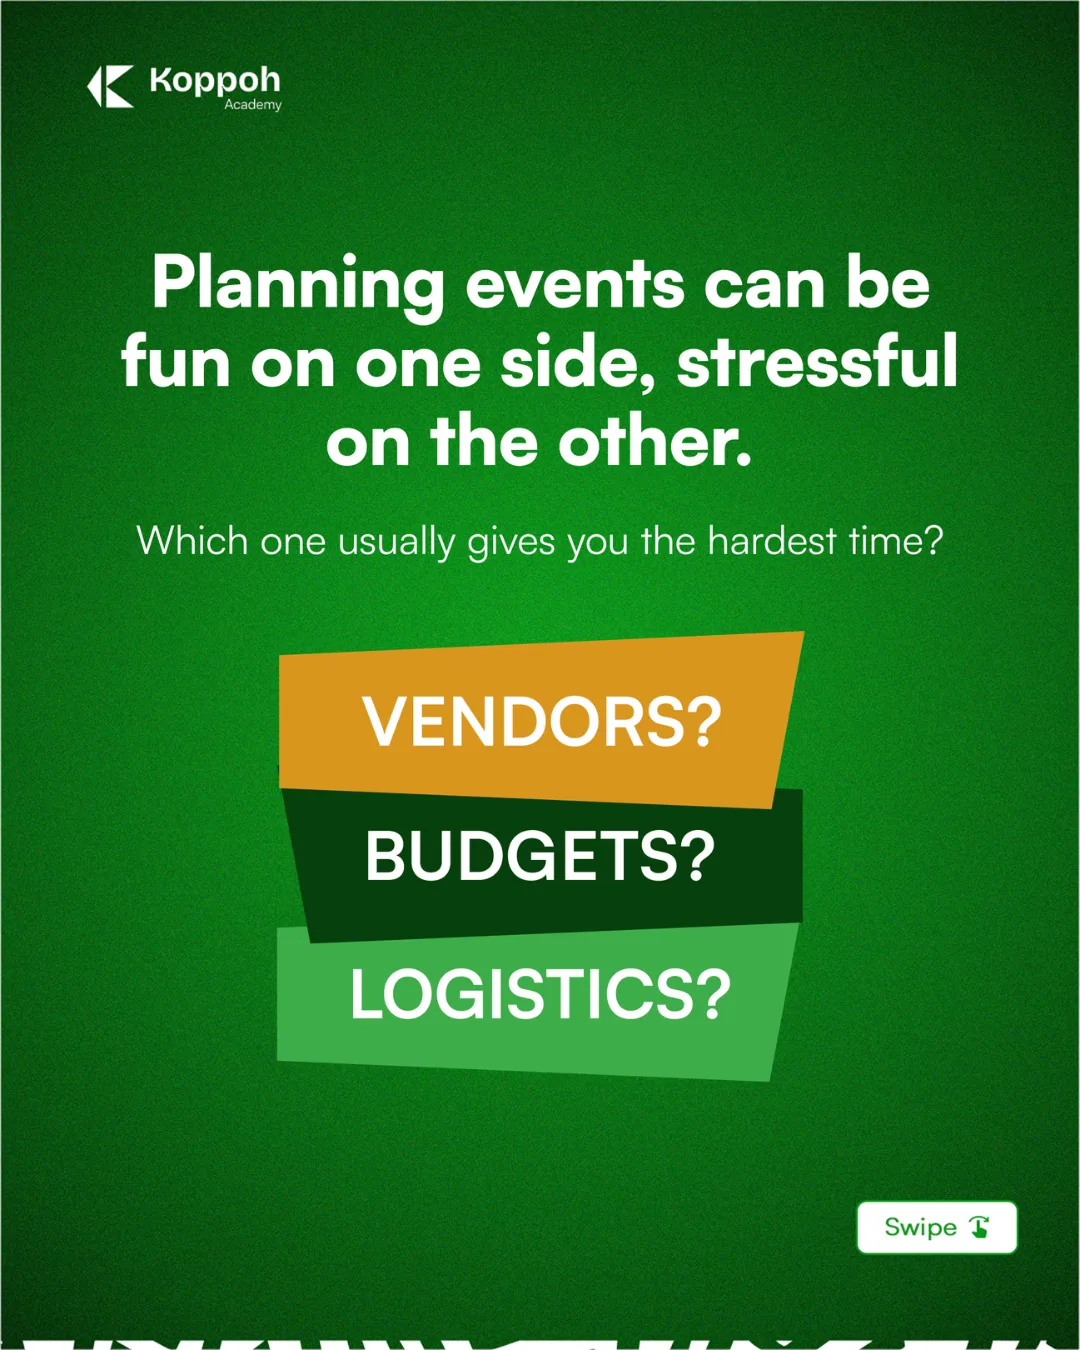 Koppoh
Academy
Planning events can be
fun on one side, stressful
on the other.
Which one usually gives you the hardest time?
VENDORS?
BUDGETS?
LOGISTICS?
Swipe